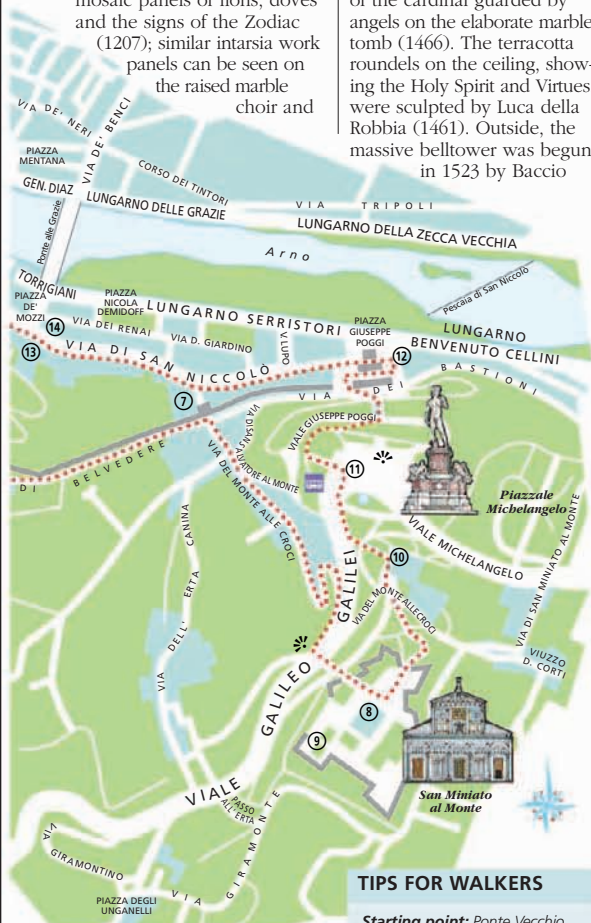 mosaic panels of lions, doves
and the signs of the Zodiac
(1207); similar intarsia work
panels can be seen on
the raised marble
choir and
of the cardinal guarded by
angels on the elaborate marble
tomb (1466). The terracotta
roundels on the ceiling, show-
ing the Holy Spirit and Virtues
were sculpted by Luca della
Robbia (1461). Outside, the
massive belltower was begun
in 1523 by Baccio
VIA DE' NERI
VIA DE' BENCI
PIAZZA
MENTANA
CORSO DEI TINTORI
GEN. DIAZ
LUNGARNO DELLE GRAZIE
VIA TRIPOLI
LUNGARNO DELLA ZECCA VECCHIA
Ponte alle Grazie
Arno
Pescaia di San Niccolò
TORRIGIANI
PIAZZA
DE'
MOZZI
PIAZZA
NICOLA
DEMIDOFF
LUNGARNO SERRISTORI
PIAZZA
GIUSEPPE
POGGI
LUNGARNO
BENVENUTO CELLINI
14
VIA DEI RENAI
VIA D. GIARDINO
V. LUPO
12
13
VIA DI SAN NICCOLÒ
VIA DEI BASTIONI
7
VIALE GIUSEPPE POGGI
DI BELVEDERE
VIA DI SAN SALVATORE AL MONTE
VIA DEL MONTE ALLE CROCI
11
Piazzale
Michelangelo
VIALE MICHELANGELO
10
VIA DELL' ERTA CANINA
VIA DEL MONTE ALLE CROCI
VIA DI SAN MINIATO AL MONTE
VIUZZO
D. CORTI
VIALE GALILEO GALILEI
8
9
San Miniato
al Monte
PASSO
ALL' ERTA
VIA GIRAMONTINO
VIA GIRAMONTE
PIAZZA DEGLI
UNGANELLI
TIPS FOR WALKERS
Starting point: Ponte Vecchio